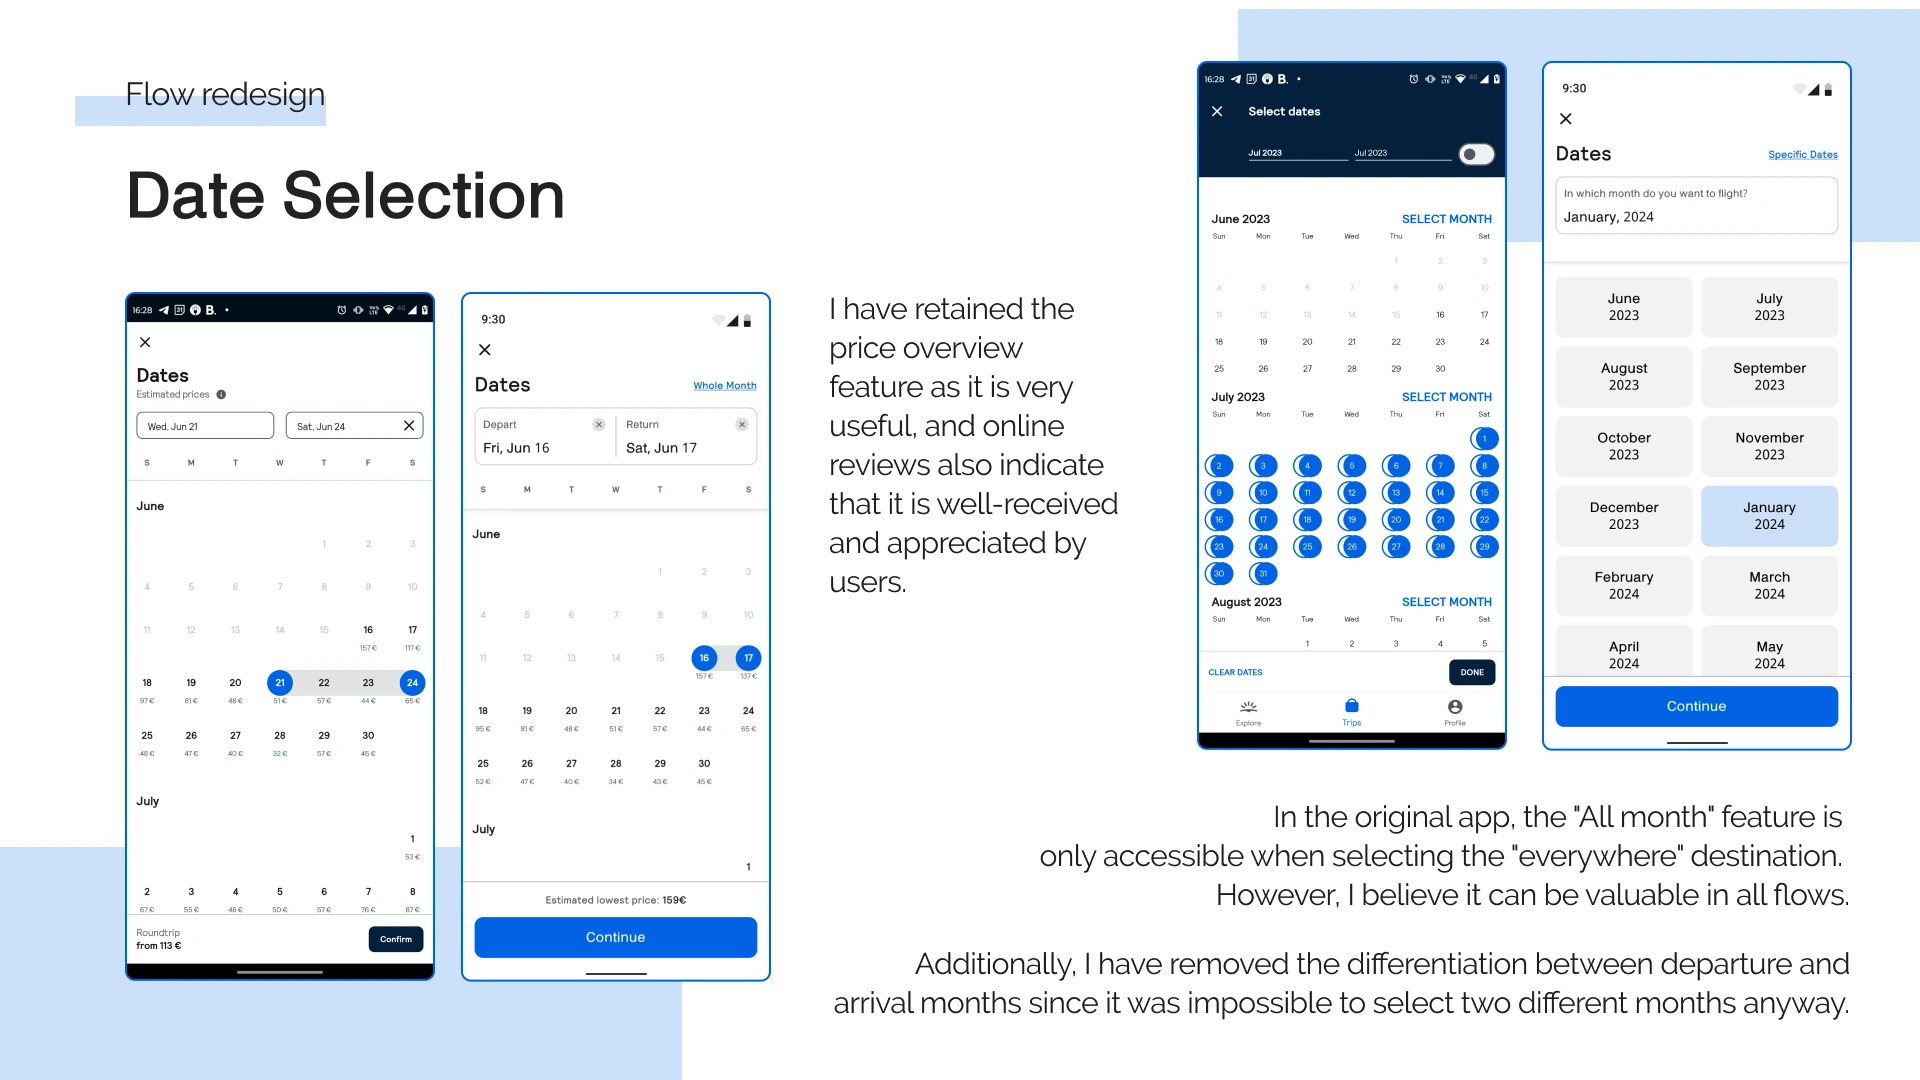 Flow redesign
Date Selection
16:28 31 B. • VoLTE 4G
Dates
Estimated prices
Wed, Jun 21 Sat, Jun 24
S M T W T F S
June
1 2 3
4 5 6 7 8 9 10
11 12 13 14 15 16 17
157 € 117 €
18 19 20 21 22 23 24
97 € 81 € 48 € 51 € 57 € 44 € 65 €
25 26 27 28 29 30
48 € 47 € 40 € 32 € 57 € 45 €
July
1
53 €
2 3 4 5 6 7 8
67 € 55 € 48 € 50 € 57 € 76 € 87 €
Roundtrip
from 113 €
Confirm
9:30
Dates
Whole Month
Depart Return
Fri, Jun 16 Sat, Jun 17
S M T W T F S
June
1 2 3
4 5 6 7 8 9 10
11 12 13 14 15 16 17
157 € 137 €
18 19 20 21 22 23 24
95 € 81 € 48 € 51 € 57 € 44 € 65 €
25 26 27 28 29 30
52 € 47 € 40 € 34 € 43 € 45 €
July
1
Estimated lowest price: 159€
Continue
I have retained the
price overview
feature as it is very
useful, and online
reviews also indicate
that it is well-received
and appreciated by
users.
16:28 31 B. • VoLTE 4G
Select dates
Jul 2023 Jul 2023
June 2023 SELECT MONTH
Sun Mon Tue Wed Thu Fri Sat
1 2 3
4 5 6 7 8 9 10
11 12 13 14 15 16 17
18 19 20 21 22 23 24
25 26 27 28 29 30
July 2023 SELECT MONTH
Sun Mon Tue Wed Thu Fri Sat
1
2 3 4 5 6 7 8
9 10 11 12 13 14 15
16 17 18 19 20 21 22
23 24 25 26 27 28 29
30 31
August 2023 SELECT MONTH
Sun Mon Tue Wed Thu Fri Sat
1 2 3 4 5
CLEAR DATES DONE
Explore Trips Profile
9:30
Dates
Specific Dates
In which month do you want to flight?
January, 2024
June
2023
July
2023
August
2023
September
2023
October
2023
November
2023
December
2023
January
2024
February
2024
March
2024
April
2024
May
2024
Continue
In the original app, the "All month" feature is
only accessible when selecting the "everywhere" destination.
However, I believe it can be valuable in all flows.
Additionally, I have removed the differentiation between departure and
arrival months since it was impossible to select two different months anyway.